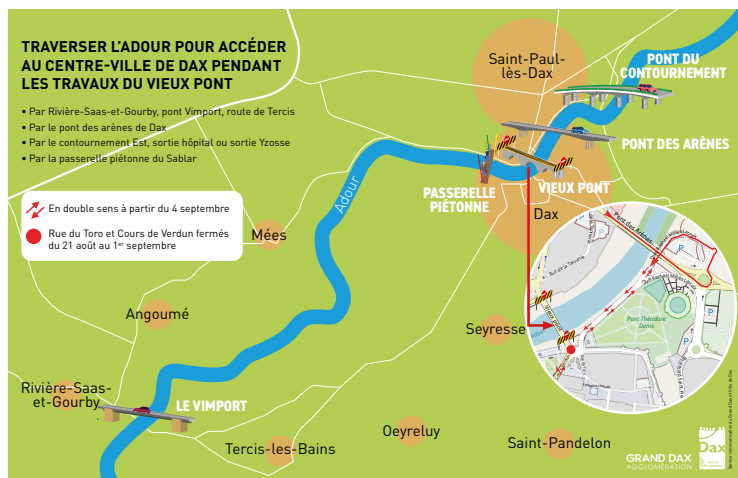 TRAVERSER L'ADOUR POUR ACCÉDER
AU CENTRE-VILLE DE DAX PENDANT
LES TRAVAUX DU VIEUX PONT
• Par Rivière-Saas-et-Gourby, pont Vimport, route de Tercis
• Par le pont des arènes de Dax
• Par le contournement Est, sortie hôpital ou sortie Yzosse
• Par la passerelle piétonne du Sablar
En double sens à partir du 4 septembre
Rue du Toro et Cours de Verdun fermés
du 21 août au 1er septembre
Saint-Paul-
lès-Dax
PONT DU
CONTOURNEMENT
PONT DES ARÈNES
PASSERELLE
PIÉTONNE
VIEUX PONT
Dax
Adour
Mées
Angoumé
Seyresse
Rivière-Saas-
et-Gourby
LE VIMPORT
Tercis-les-Bains
Oeyreluy
Saint-Pandelon
Pont des Arènes
Vieux pont
Parc Théodore
Denis
P
P
P
GRAND DAX
AGGLOMÉRATION
Dax